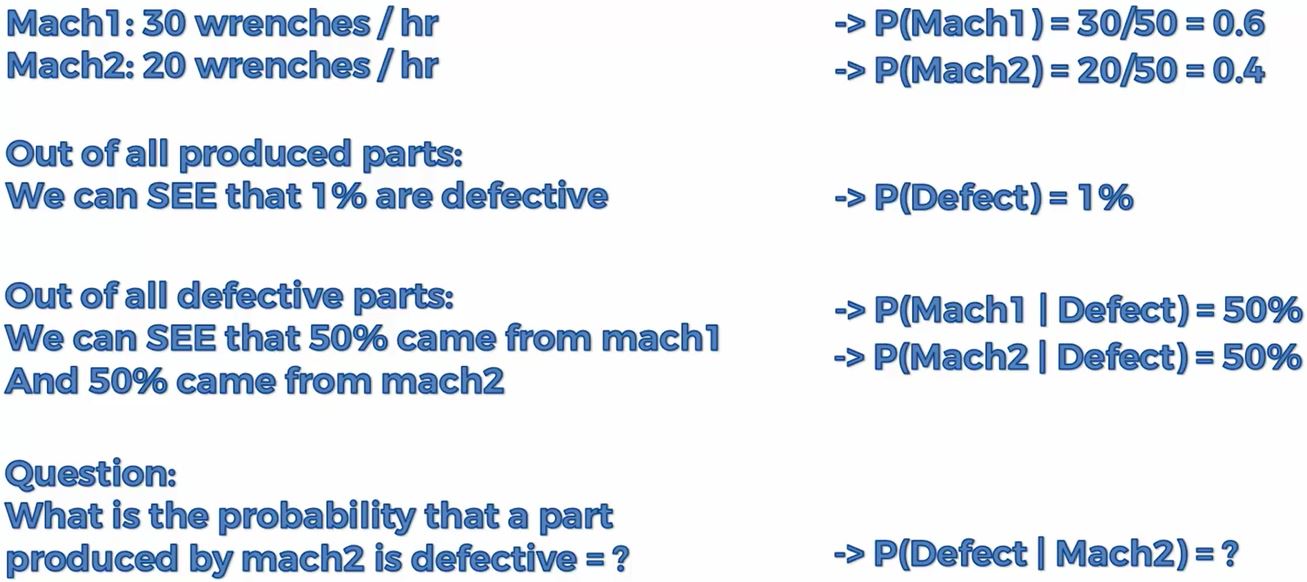 Mach1: 30 wrenches / hr
Mach2: 20 wrenches / hr
-> P(Mach1) = 30/50 = 0.6
-> P(Mach2) = 20/50 = 0.4
Out of all produced parts:
We can SEE that 1% are defective
-> P(Defect) = 1%
Out of all defective parts:
We can SEE that 50% came from mach1
And 50% came from mach2
-> P(Mach1 | Defect) = 50%
-> P(Mach2 | Defect) = 50%
Question:
What is the probability that a part
produced by mach2 is defective = ?
-> P(Defect | Mach2) = ?